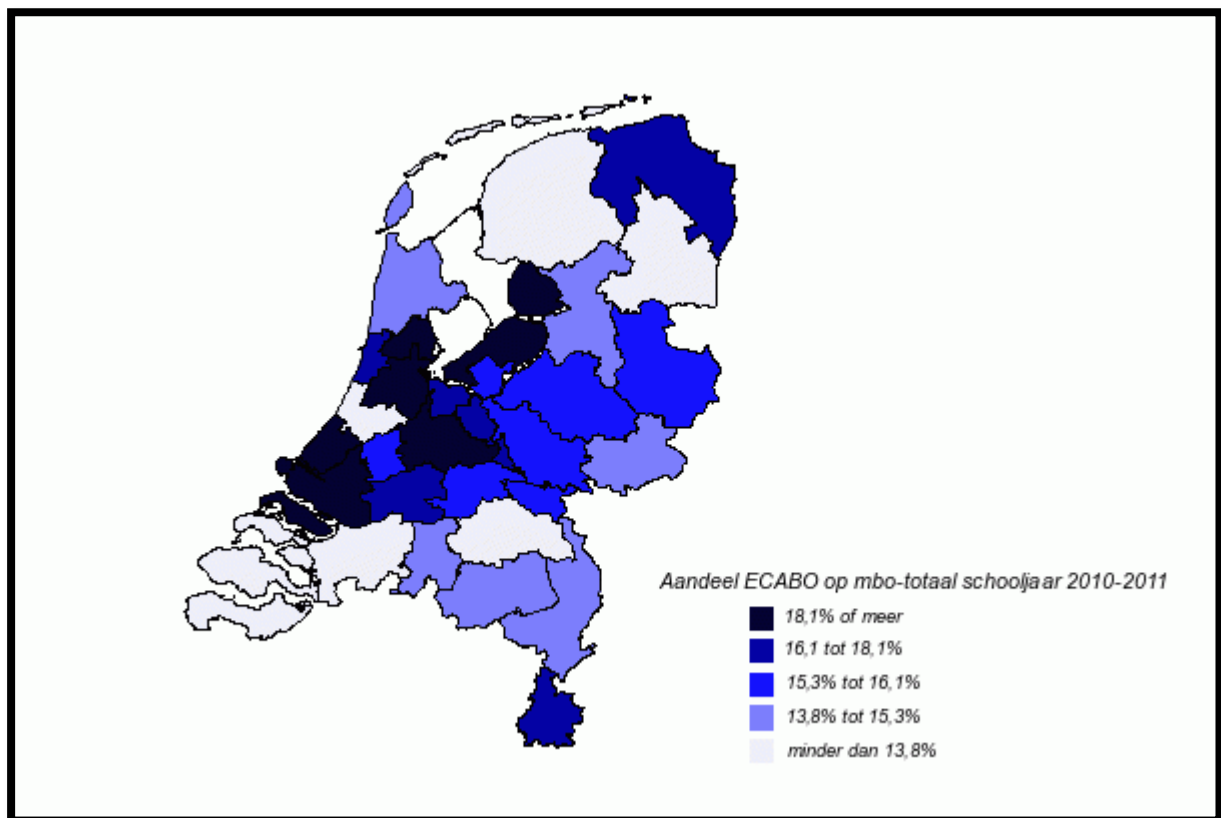 Aandeel ECABO op mbo-totaal schooljaar 2010-2011
18,1% of meer
16,1 tot 18,1%
15,3% tot 16,1%
13,8% tot 15,3%
minder dan 13,8%